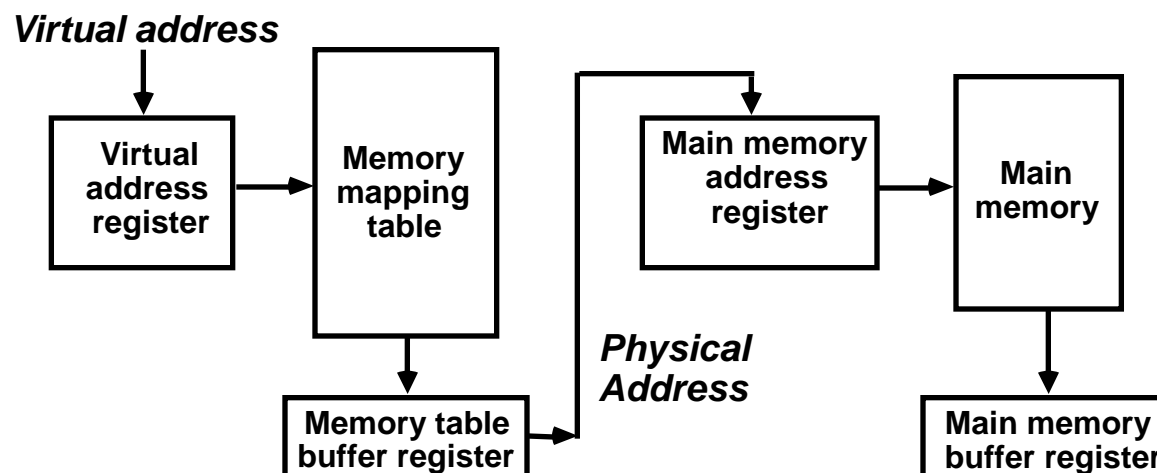 Virtual address
Virtual
address
register
Memory
mapping
table
Memory table
buffer register
Physical
Address
Main memory
address
register
Main
memory
Main memory
buffer register